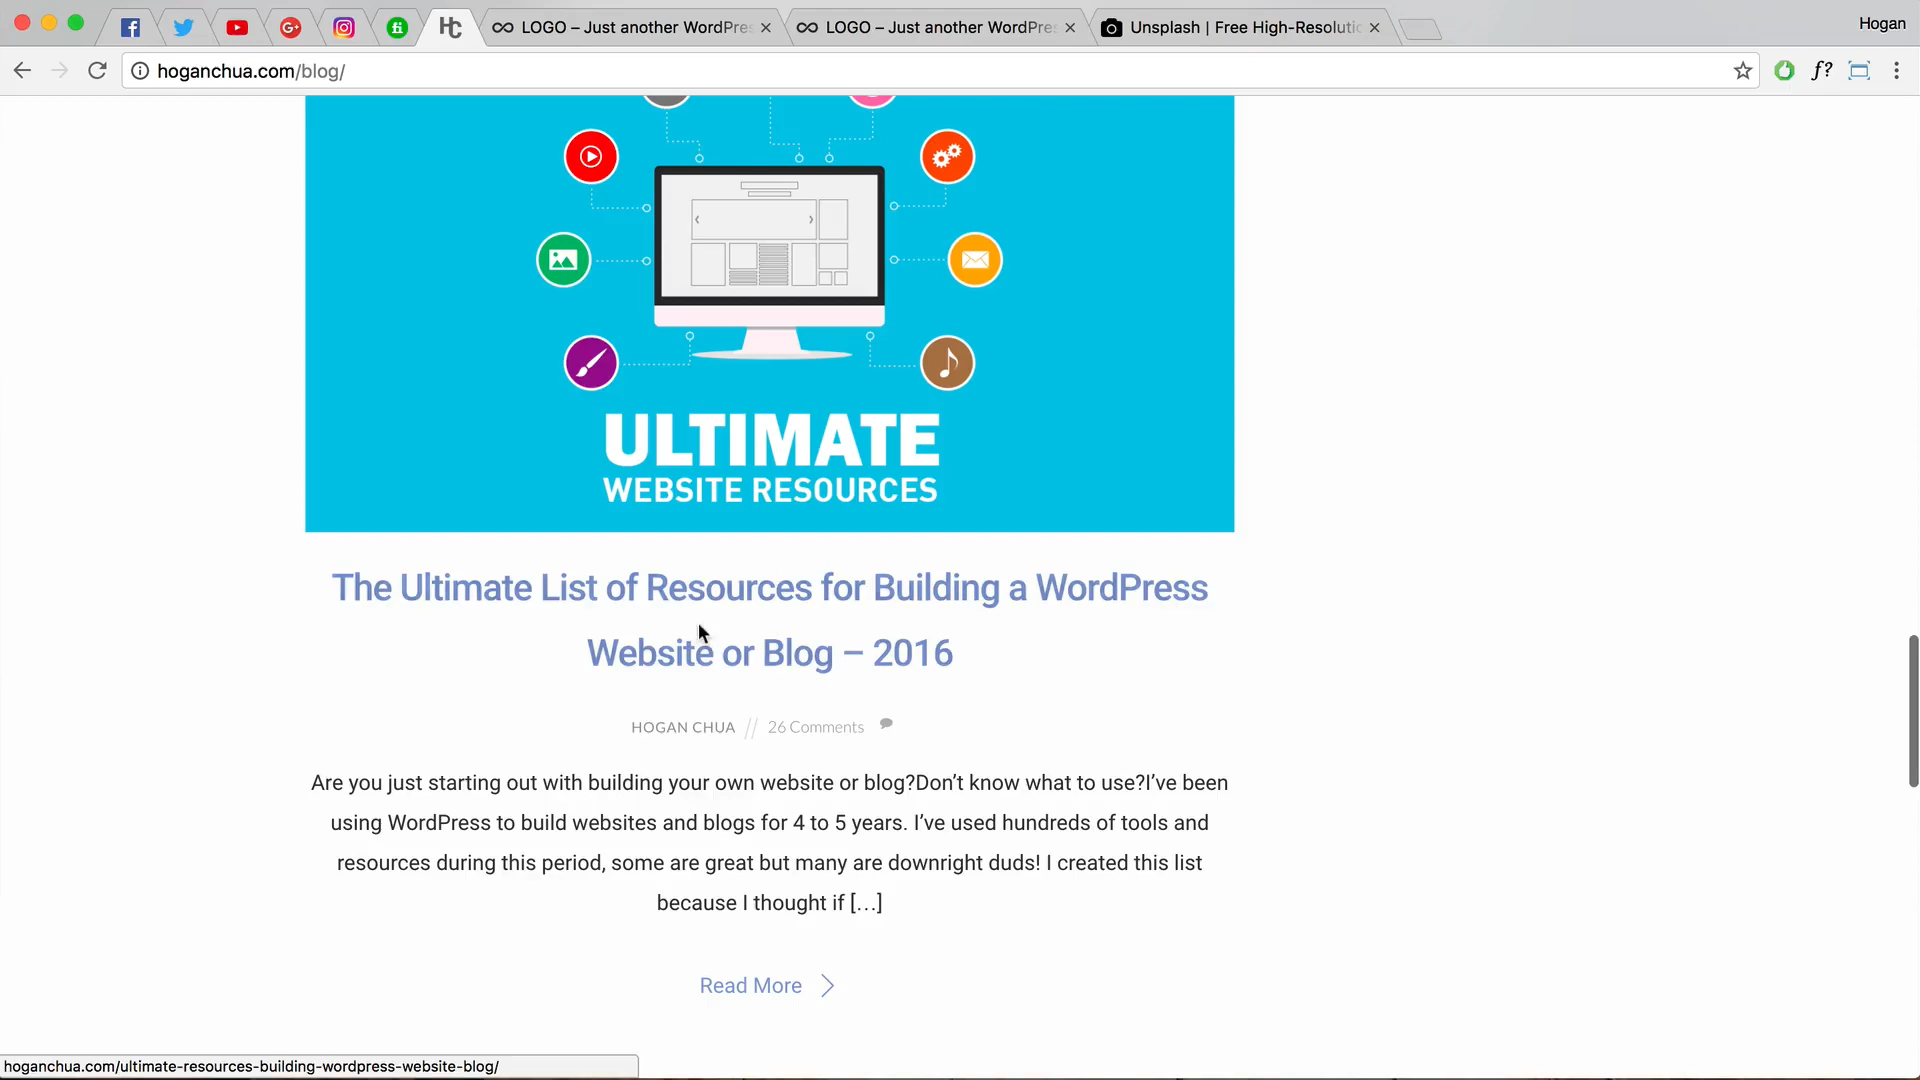 LOGO – Just another WordPres
LOGO – Just another WordPres
Unsplash | Free High-Resolutic
Hogan
hoganchua.com/blog/
f?
ULTIMATE
WEBSITE RESOURCES
The Ultimate List of Resources for Building a WordPress
Website or Blog – 2016
HOGAN CHUA // 26 Comments
Are you just starting out with building your own website or blog?Don’t know what to use?I’ve been
using WordPress to build websites and blogs for 4 to 5 years. I’ve used hundreds of tools and
resources during this period, some are great but many are downright duds! I created this list
because I thought if […]
Read More
hoganchua.com/ultimate-resources-building-wordpress-website-blog/